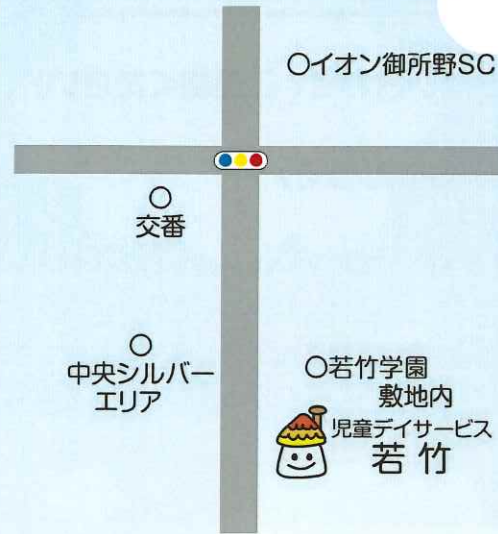 ○イオン御所野SC
○
交番
○
中央シルバー
エリア
○若竹学園
敷地内
児童デイサービス
若竹